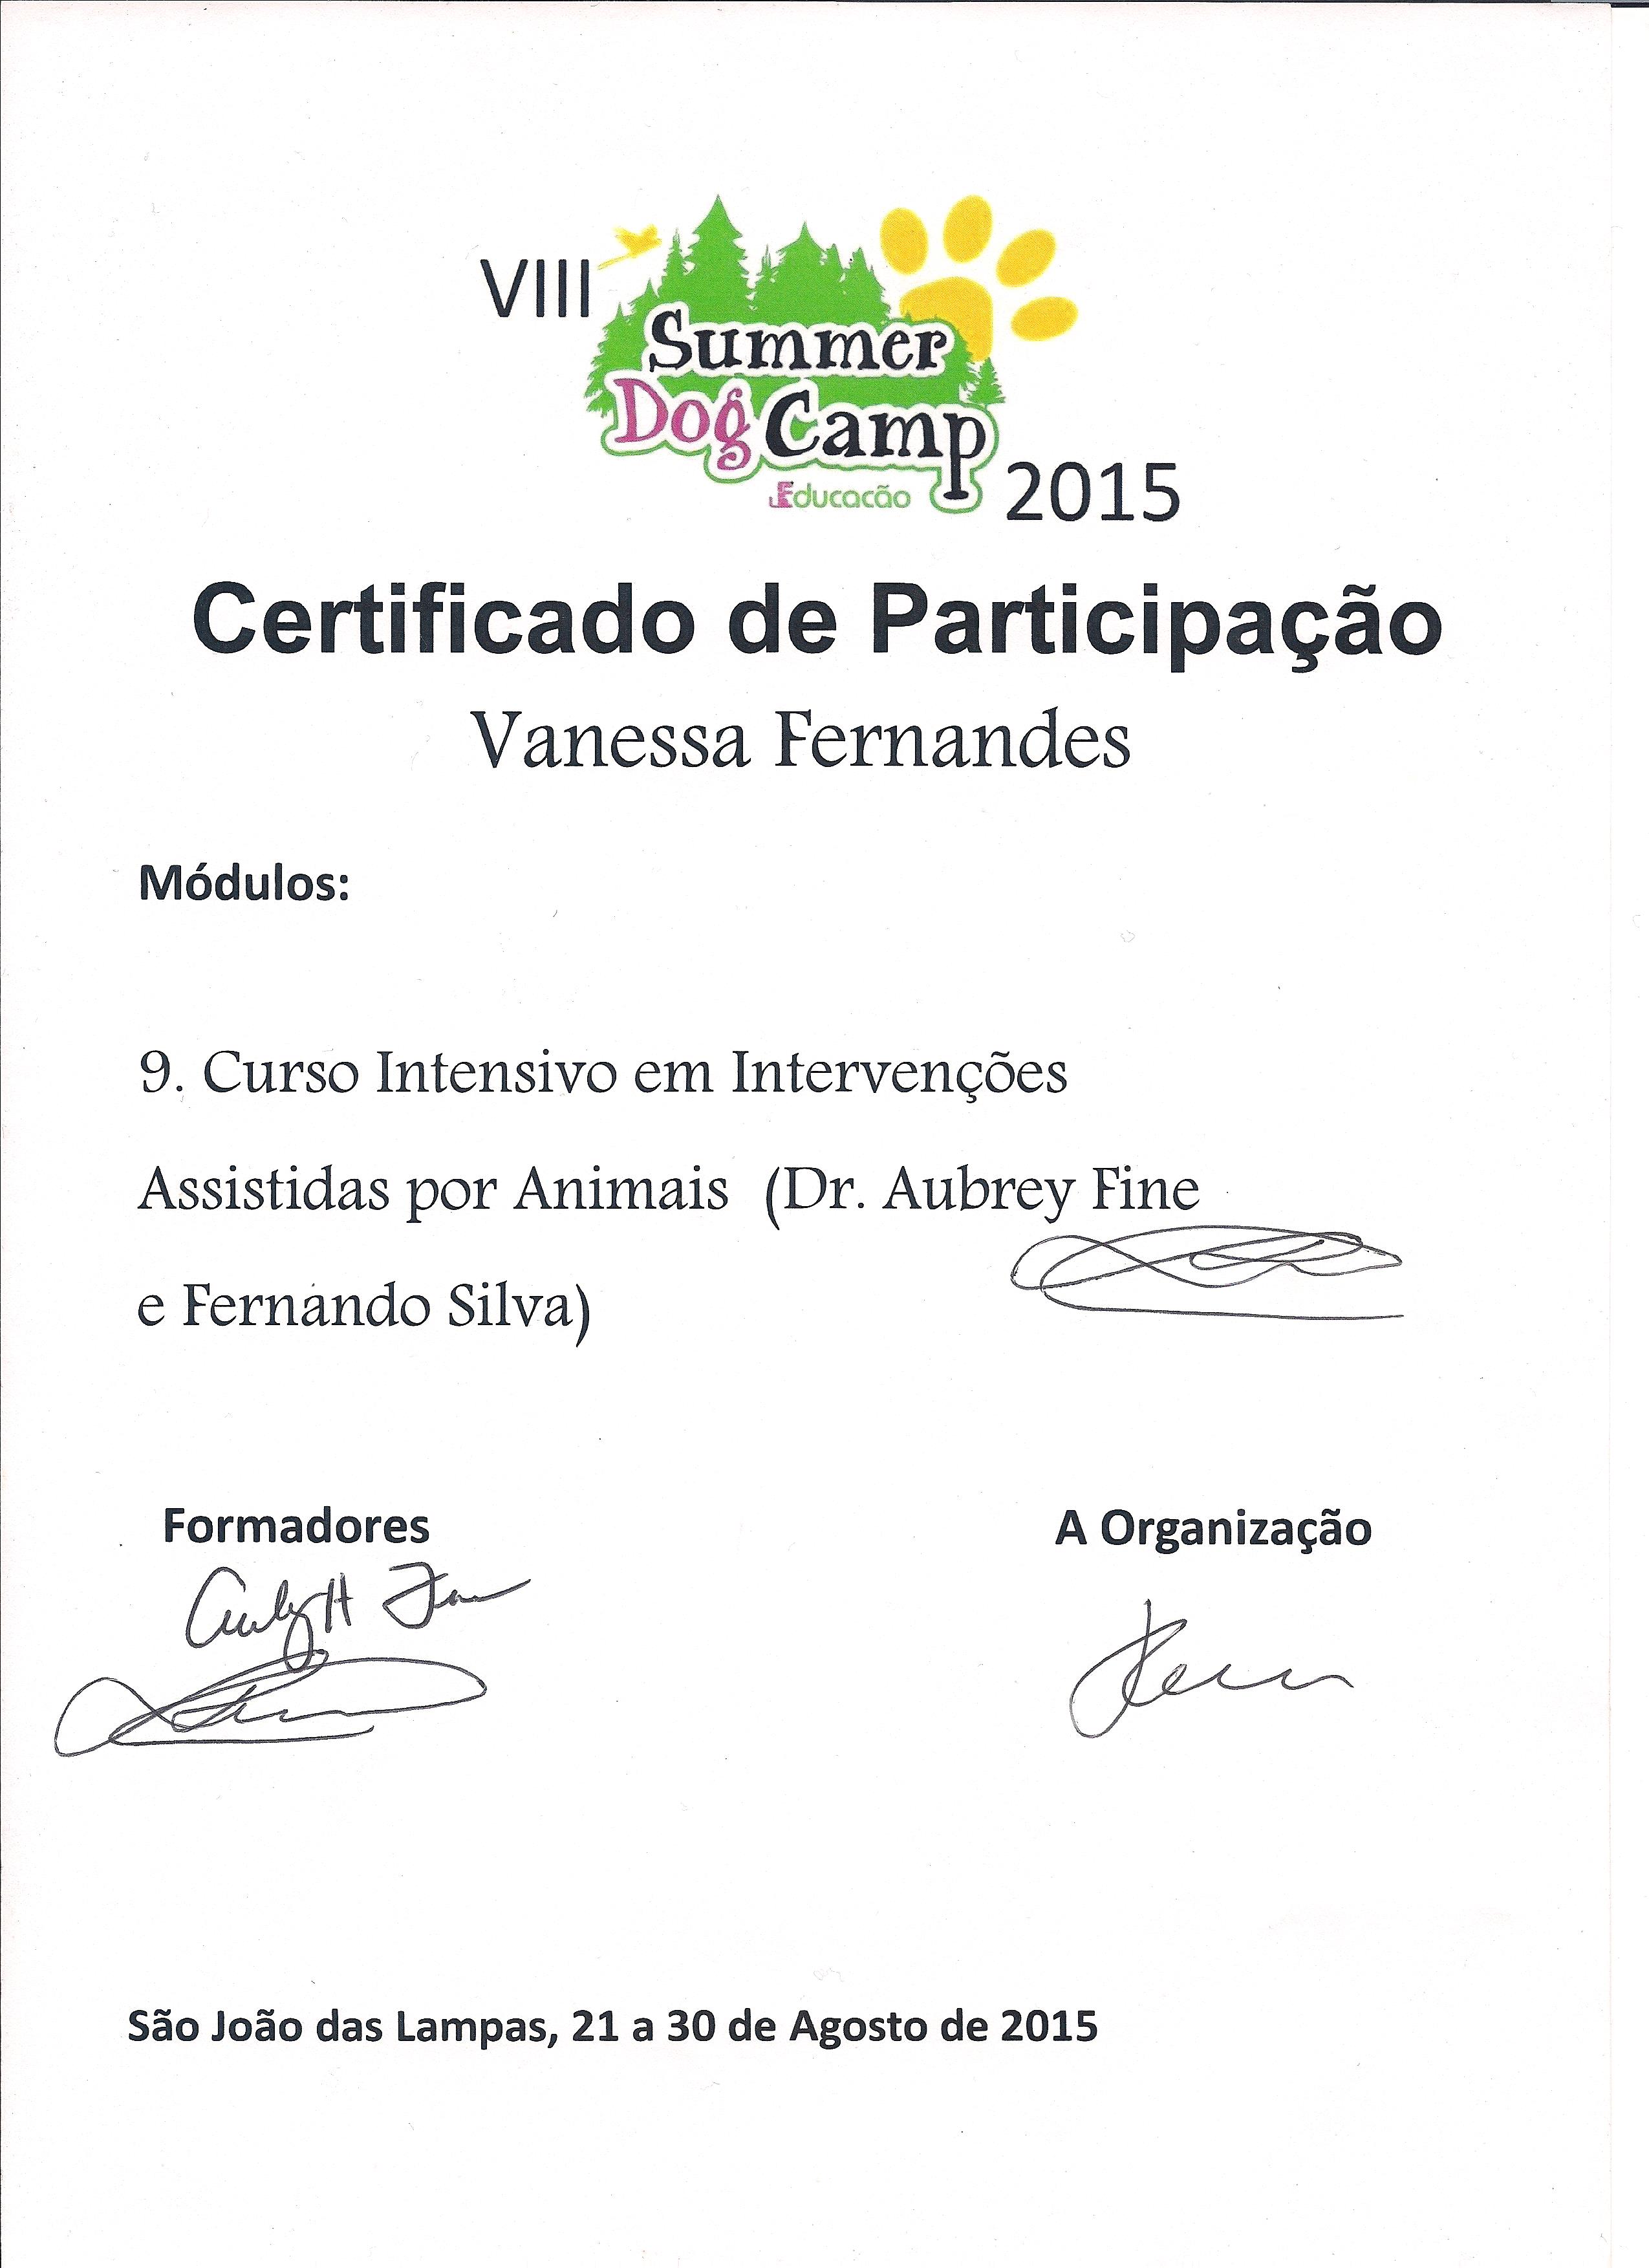 VIII
Summer
Dog Camp
Educação
2015
Certificado de Participação
Vanessa Fernandes
Módulos:
9. Curso Intensivo em Intervenções
Assistidas por Animais (Dr. Aubrey Fine
e Fernando Silva)
Formadores
A Organização
São João das Lampas, 21 a 30 de Agosto de 2015